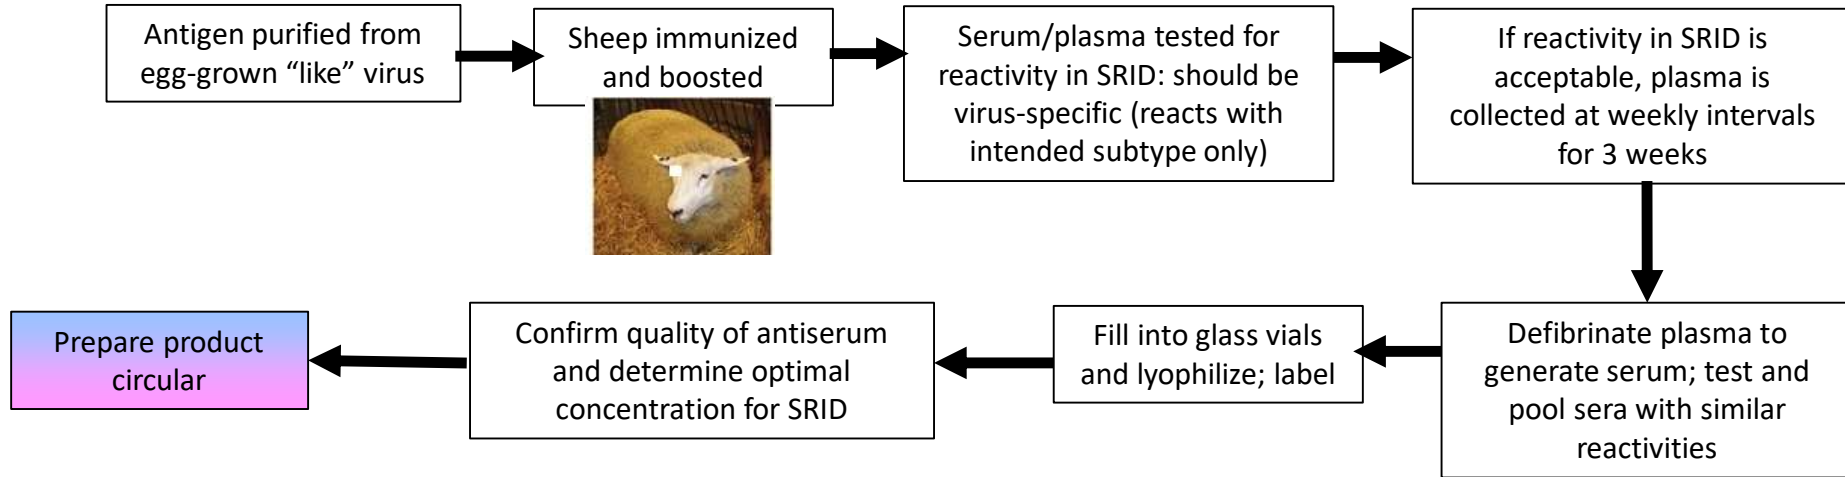 Antigen purified from
egg-grown “like” virus
Sheep immunized
and boosted
Serum/plasma tested for
reactivity in SRID: should be
virus-specific (reacts with
intended subtype only)
If reactivity in SRID is
acceptable, plasma is
collected at weekly intervals
for 3 weeks
Defibrinate plasma to
generate serum; test and
pool sera with similar
reactivities
Fill into glass vials
and lyophilize; label
Confirm quality of antiserum
and determine optimal
concentration for SRID
Prepare product
circular